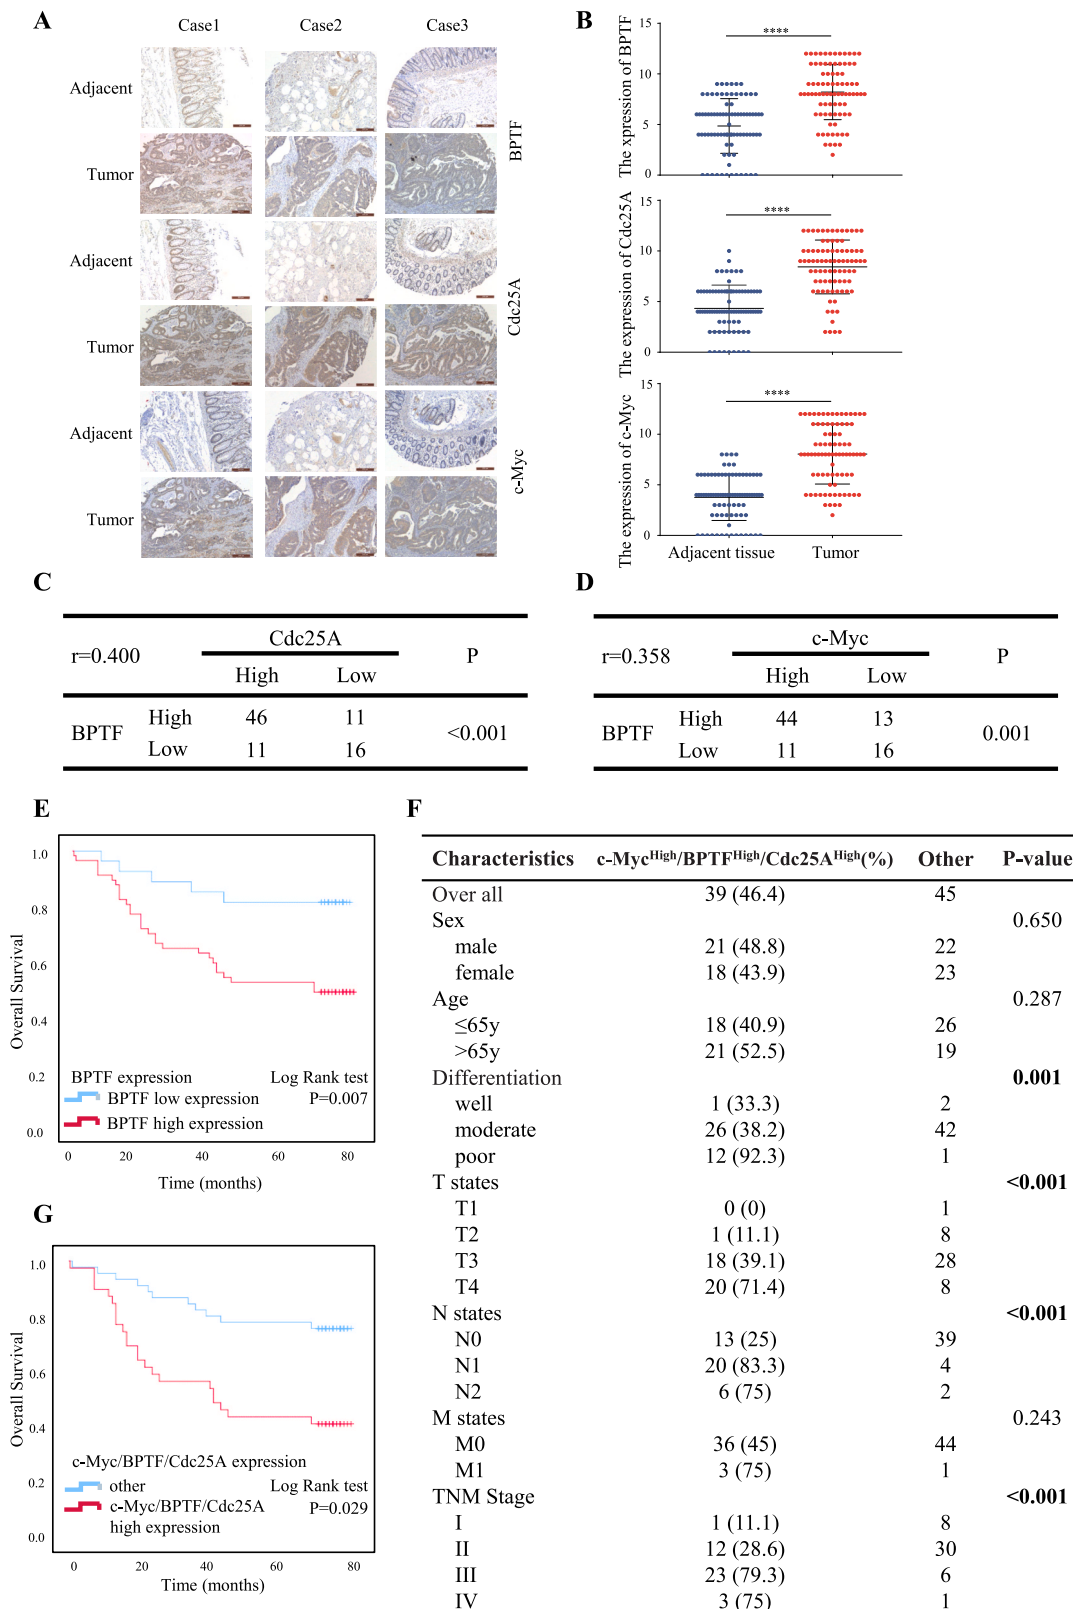 A
Case1 Case2 Case3
Adjacent
Tumor
BPTF
Adjacent
Tumor
Cdc25A
Adjacent
Tumor
c-Myc
B
The xpression of BPTF
15
10
5
0
****
The expression of Cdc25A
15
10
5
0
****
The expression of c-Myc
15
10
5
0
****
Adjacent tissue Tumor
C
r=0.400 Cdc25A P
High Low
BPTF High 46 11 <0.001
Low 11 16
D
r=0.358 c-Myc P
High Low
BPTF High 44 13 0.001
Low 11 16
E
Overall Survival
1.0
0.8
0.6
0.4
0.2
0.0
BPTF expression Log Rank test
BPTF low expression P=0.007
BPTF high expression
0 20 40 60 80
Time (months)
F
Characteristics c-MycHigh/BPTFHigh/Cdc25AHigh(%) Other P-value
Over all 39 (46.4) 45
Sex 0.650
male 21 (48.8) 22
female 18 (43.9) 23
Age 0.287
≤65y 18 (40.9) 26
>65y 21 (52.5) 19
Differentiation 0.001
well 1 (33.3) 2
moderate 26 (38.2) 42
poor 12 (92.3) 1
T states <0.001
T1 0 (0) 1
T2 1 (11.1) 8
T3 18 (39.1) 28
T4 20 (71.4) 8
N states <0.001
N0 13 (25) 39
N1 20 (83.3) 4
N2 6 (75) 2
M states 0.243
M0 36 (45) 44
M1 3 (75) 1
TNM Stage <0.001
I 1 (11.1) 8
II 12 (28.6) 30
III 23 (79.3) 6
IV 3 (75) 1
G
Overall Survival
1.0
0.8
0.6
0.4
0.2
0.0
c-Myc/BPTF/Cdc25A expression
other Log Rank test
c-Myc/BPTF/Cdc25A P=0.029
high expression
0 20 40 60 80
Time (months)